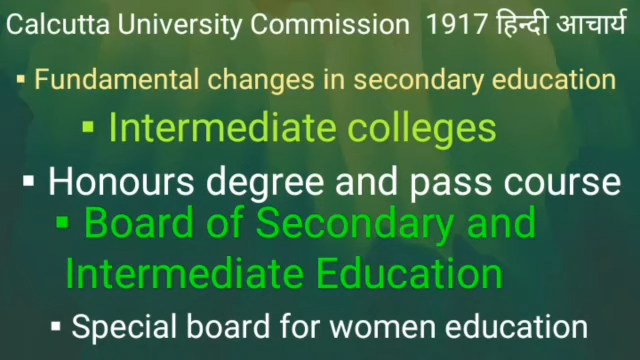 Calcutta University Commission 1917 हिन्दी आचार्य
▪ Fundamental changes in secondary education
▪ Intermediate colleges
▪ Honours degree and pass course
▪ Board of Secondary and
Intermediate Education
▪ Special board for women education